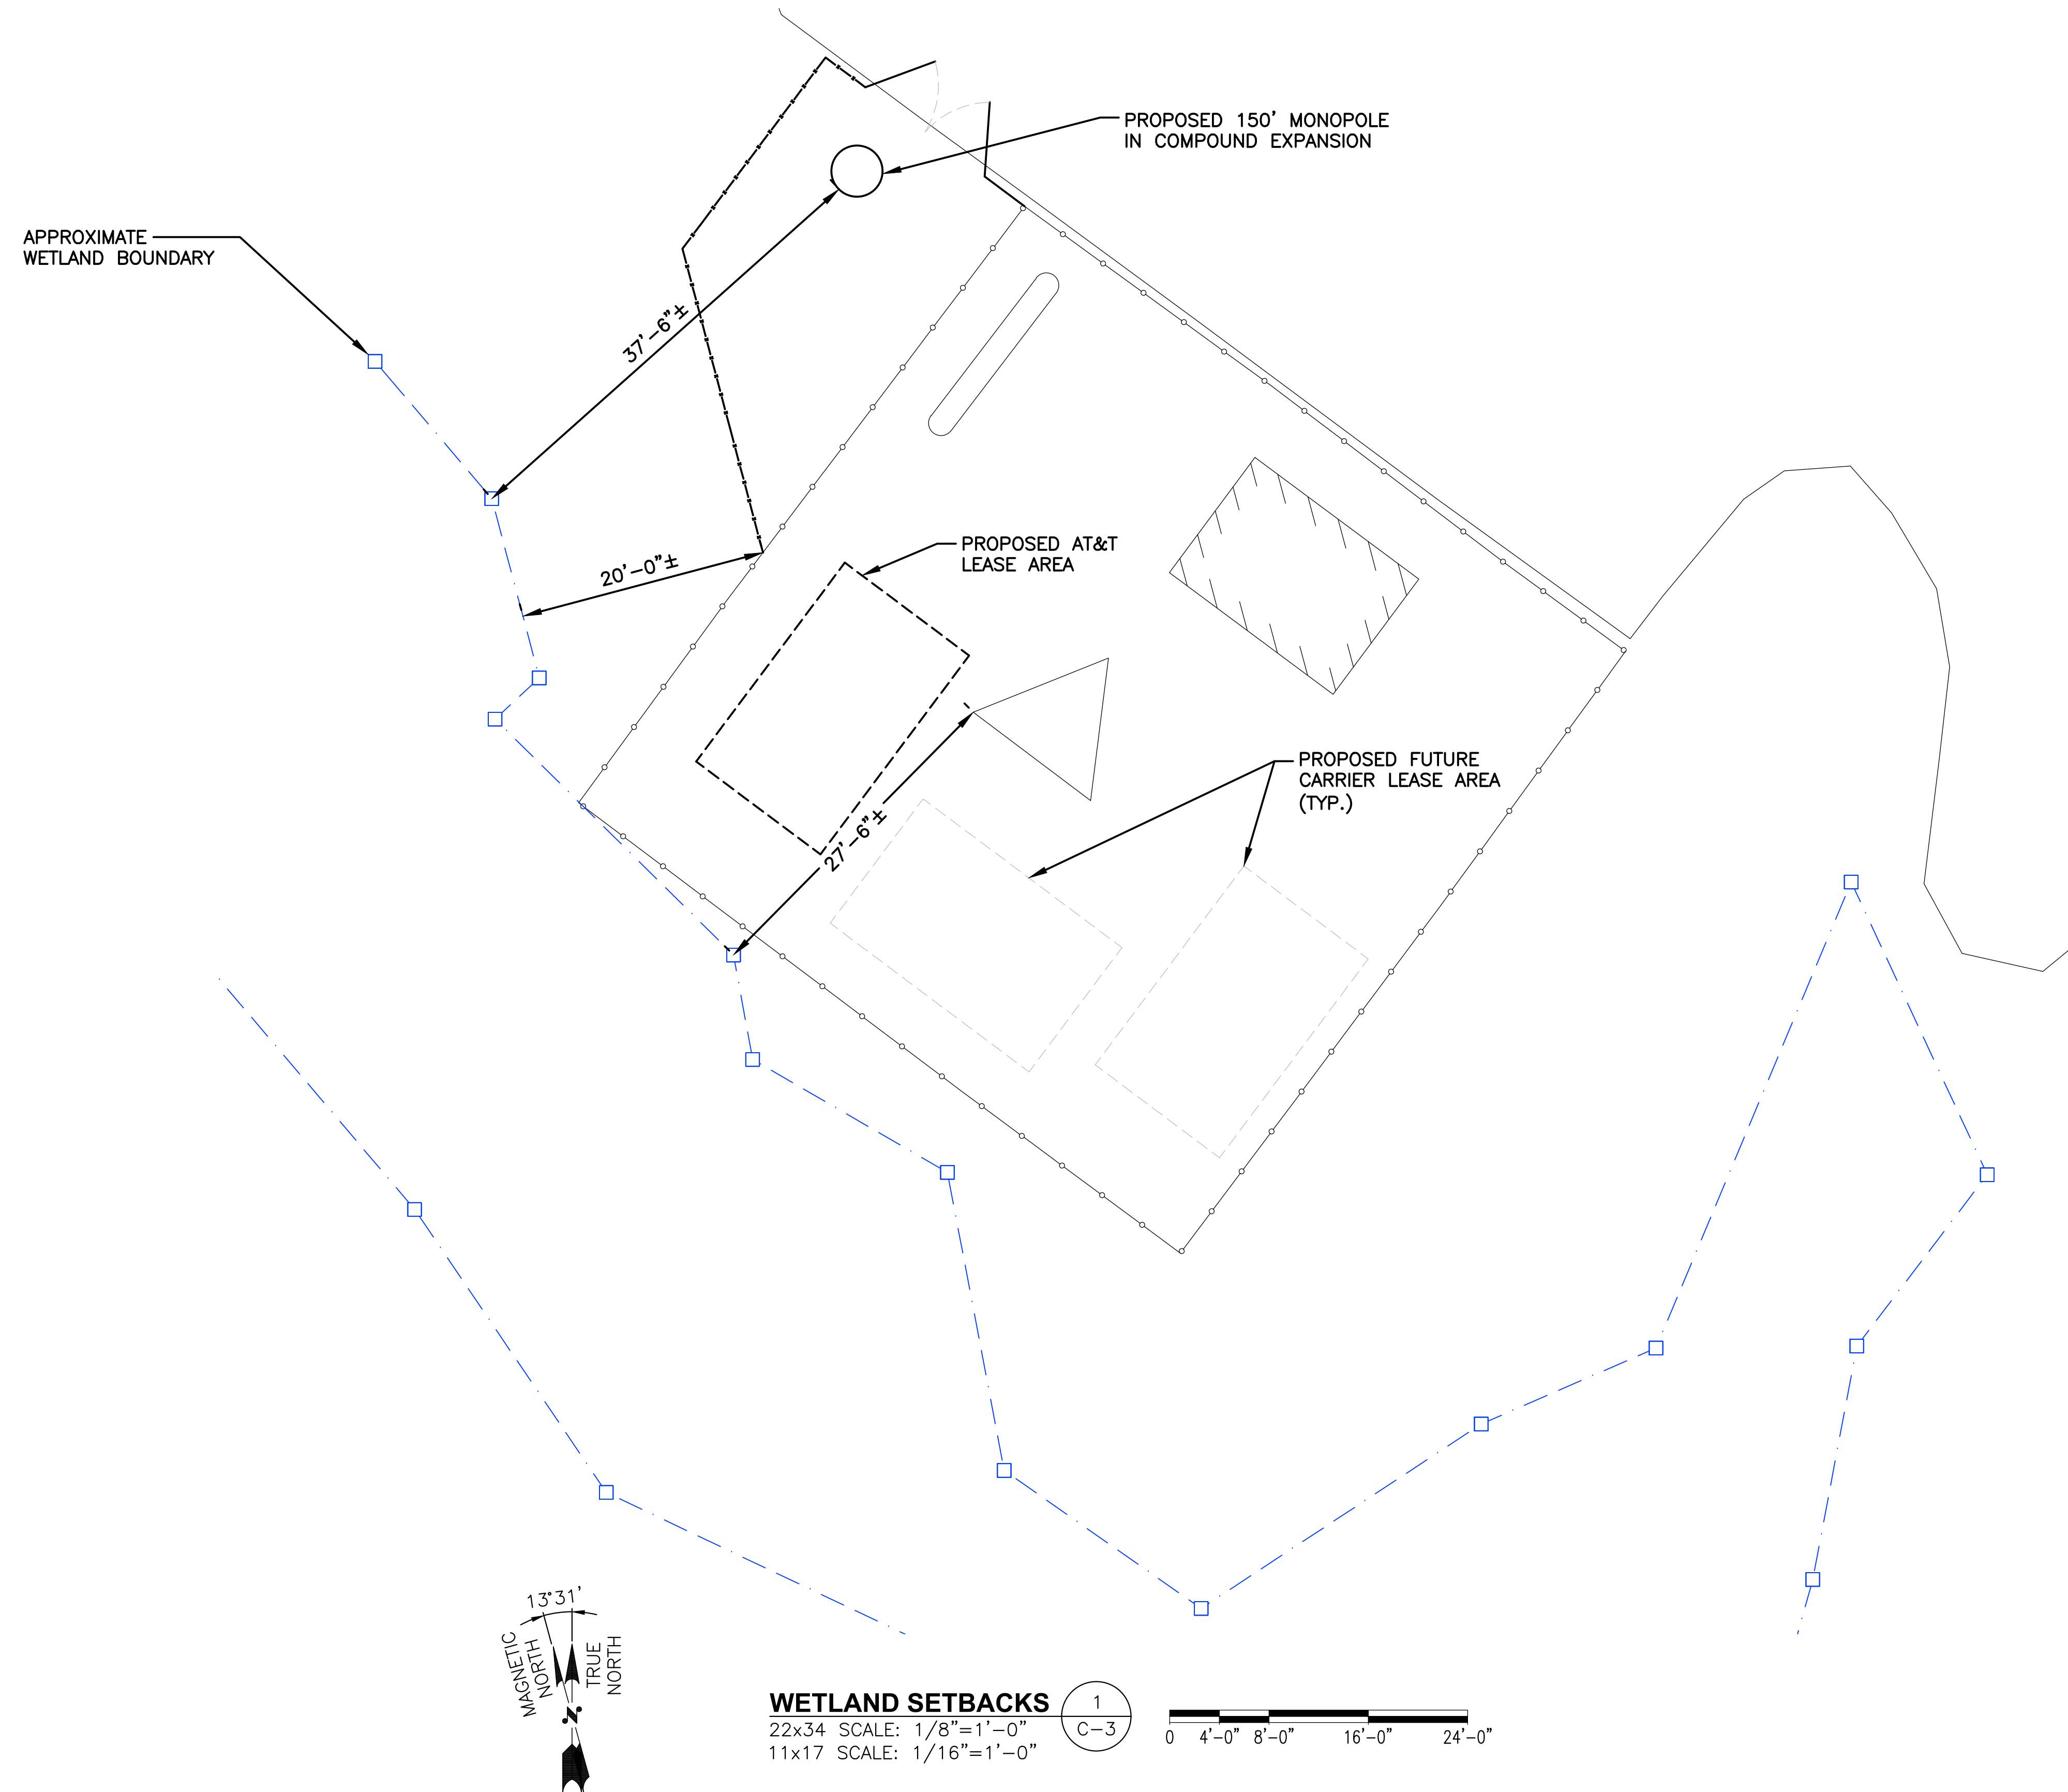 PROPOSED 150' MONOPOLE
IN COMPOUND EXPANSION
APPROXIMATE
WETLAND BOUNDARY
37'-6"±
20'-0"±
PROPOSED AT&T
LEASE AREA
27'-6"±
PROPOSED FUTURE
CARRIER LEASE AREA
(TYP.)
13°31'
MAGNETIC
NORTH
TRUE
NORTH
N
WETLAND SETBACKS
22x34 SCALE: 1/8"=1'-0"
11x17 SCALE: 1/16"=1'-0"
1
C-3
0 4'-0" 8'-0" 16'-0" 24'-0"